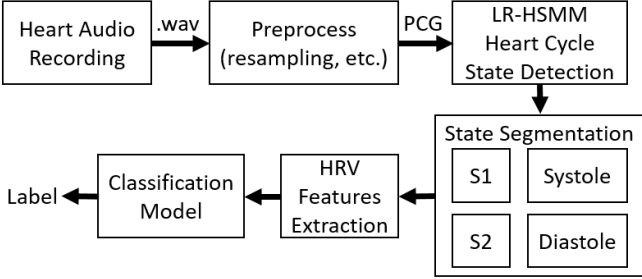 Heart Audio
Recording
.wav
Preprocess
(resampling, etc.)
PCG
LR-HSMM
Heart Cycle
State Detection
State Segmentation
S1
Systole
S2
Diastole
HRV
Features
Extraction
Classification
Model
Label